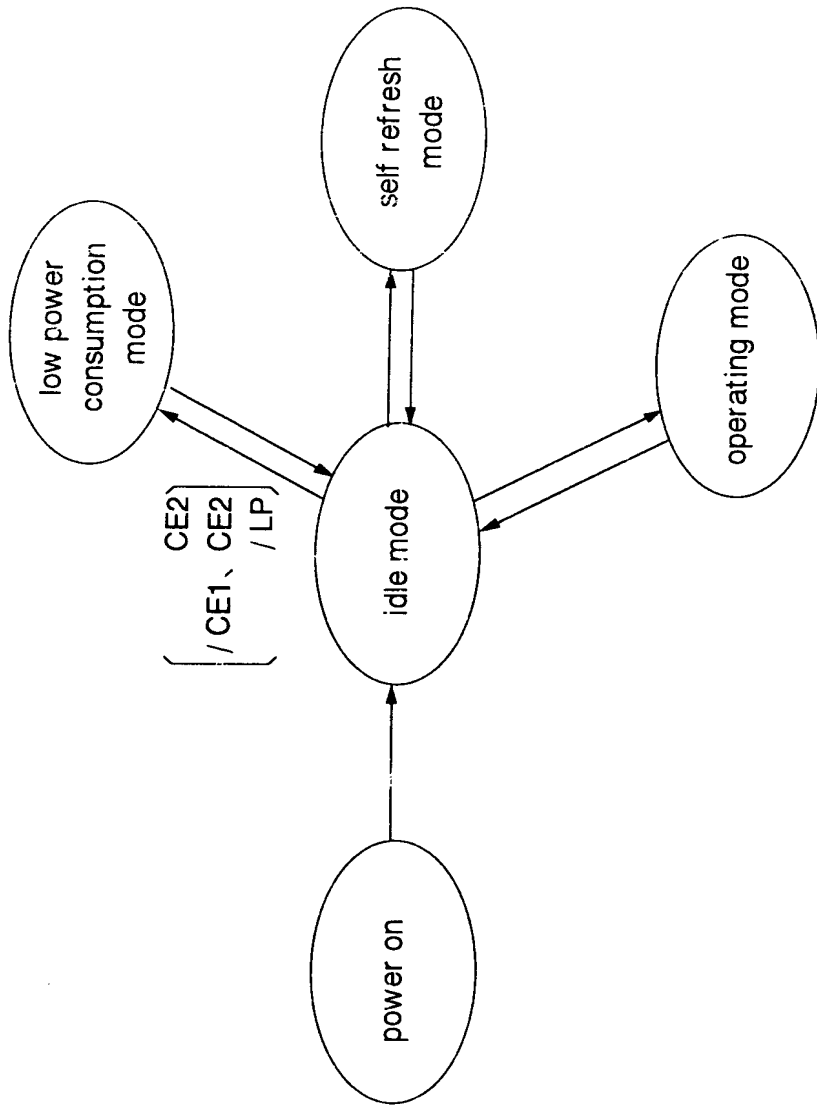 low power
consumption
mode
CE2
/ CE1、CE2
/ LP
self refresh
mode
power on
idle mode
operating mode